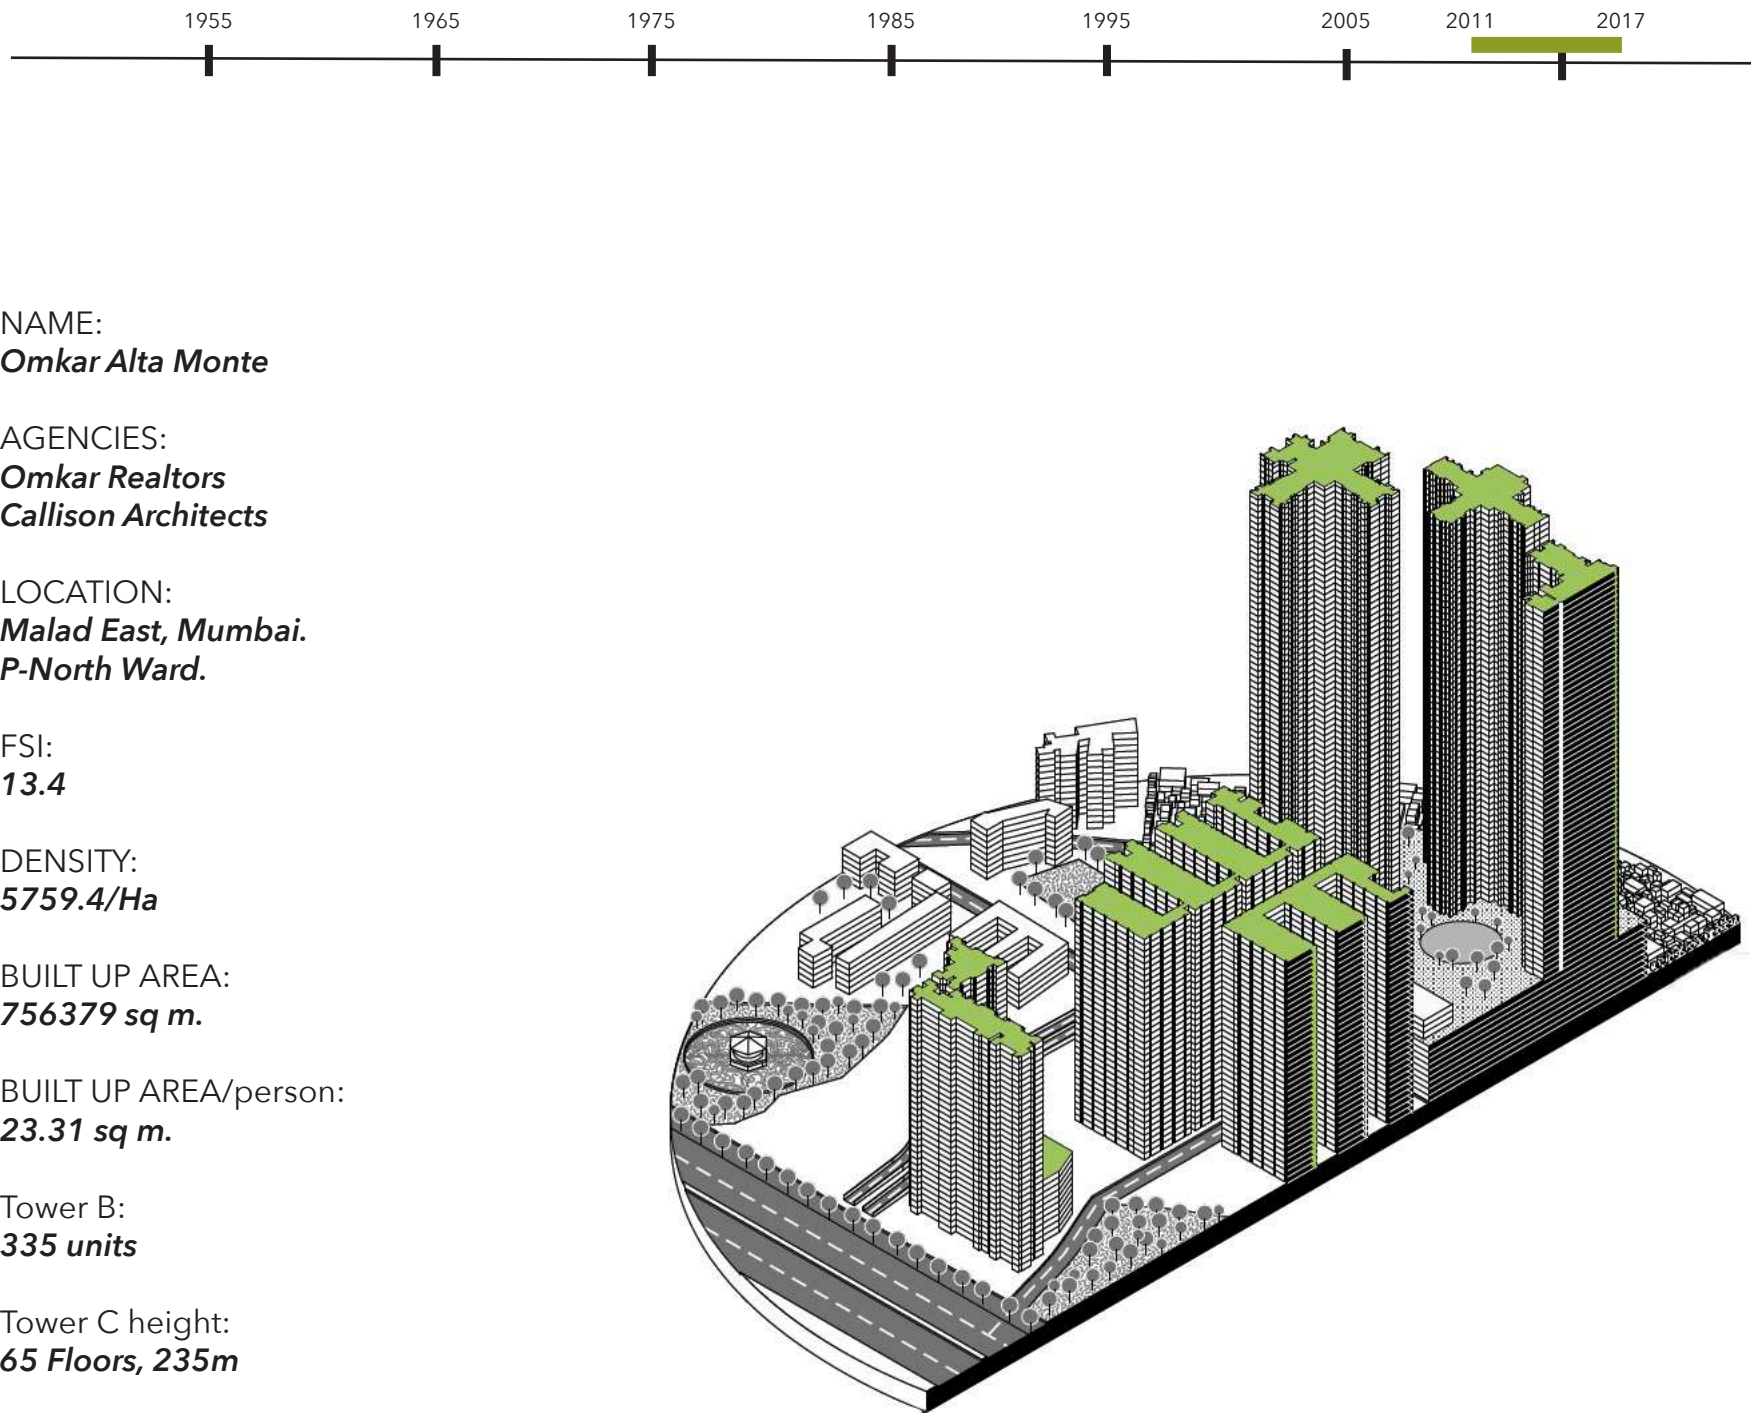 1955 1965 1975 1985 1995 2005 2011 2017
NAME:
Omkar Alta Monte
AGENCIES:
Omkar Realtors
Callison Architects
LOCATION:
Malad East, Mumbai.
P-North Ward.
FSI:
13.4
DENSITY:
5759.4/Ha
BUILT UP AREA:
756379 sq m.
BUILT UP AREA/person:
23.31 sq m.
Tower B:
335 units
Tower C height:
65 Floors, 235m